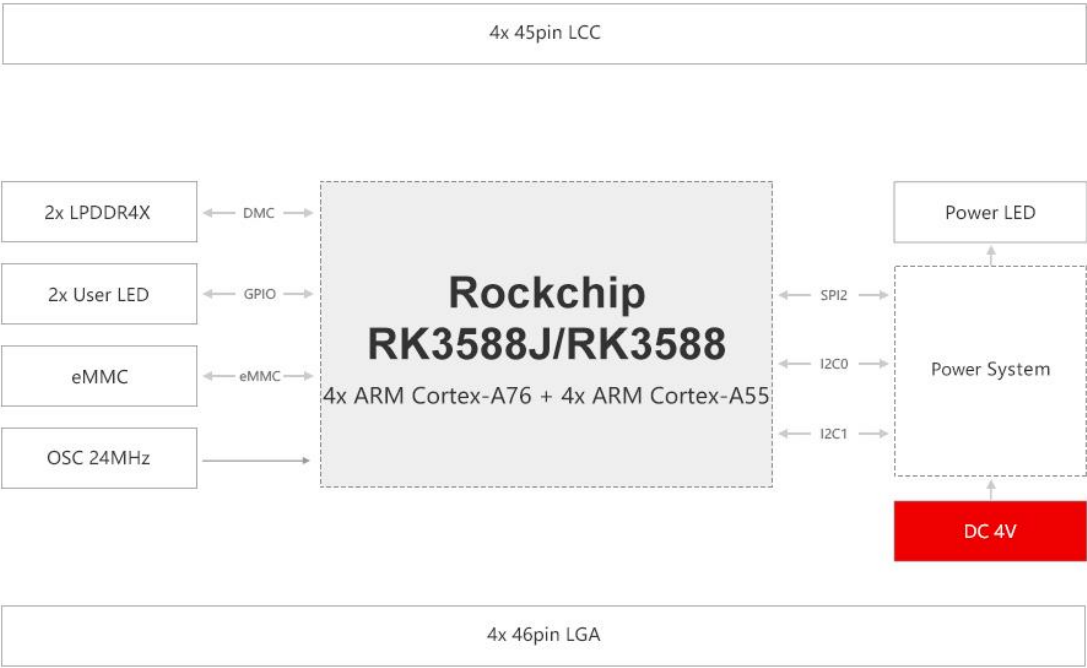 4x 45pin LCC
2x LPDDR4X
DMC
Power LED
2x User LED
GPIO
Rockchip
RK3588J/RK3588
4x ARM Cortex-A76 + 4x ARM Cortex-A55
SPI2
eMMC
eMMC
I2C0
Power System
OSC 24MHz
I2C1
DC 4V
4x 46pin LGA